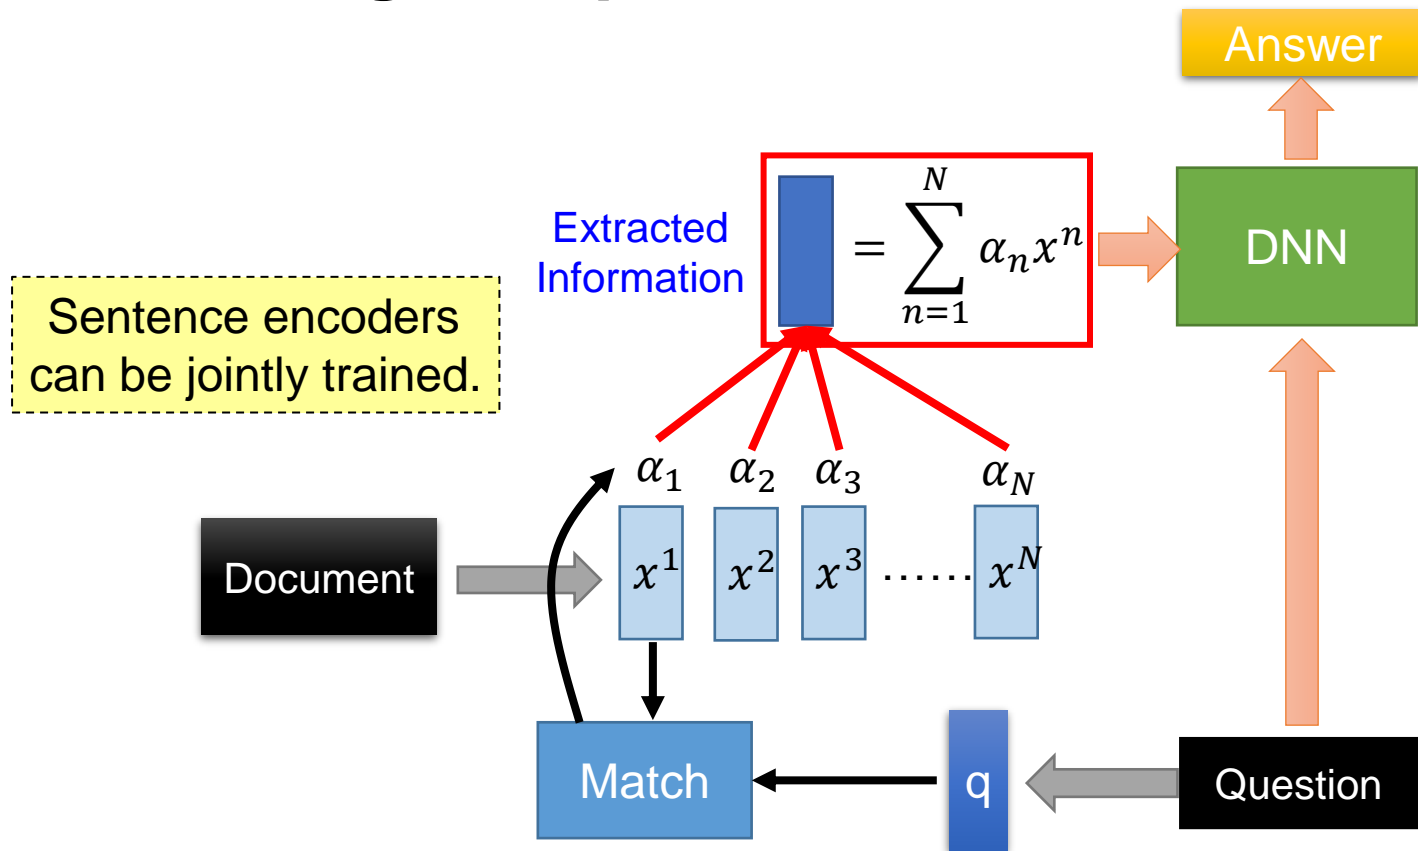 Answer
Extracted
Information
= \sum_{n=1}^{N} α_n x^n
DNN
Sentence encoders
can be jointly trained.
α_1 α_2 α_3 α_N
Document
x^1 x^2 x^3 ...... x^N
Match
q
Question